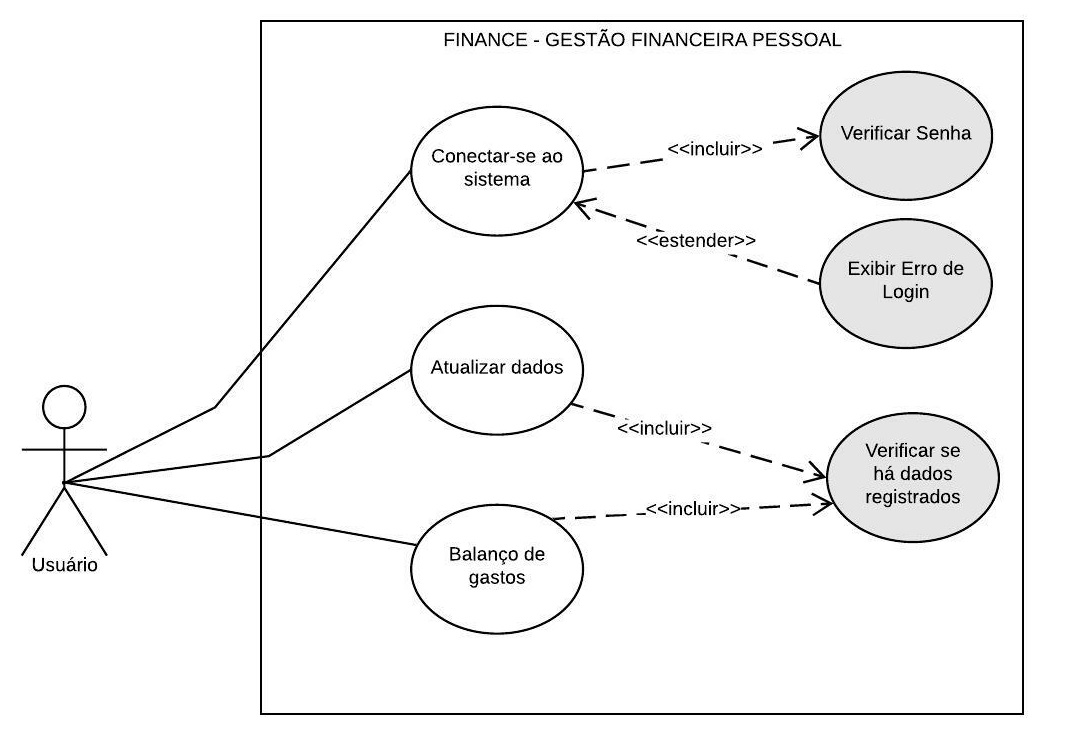 FINANCE - GESTÃO FINANCEIRA PESSOAL
Verificar Senha
Conectar-se ao
sistema
<<incluir>>
<<estender>>
Exibir Erro de
Login
Atualizar dados
<<incluir>>
Verificar se
há dados
registrados
<<incluir>>
Balanço de
gastos
Usuário